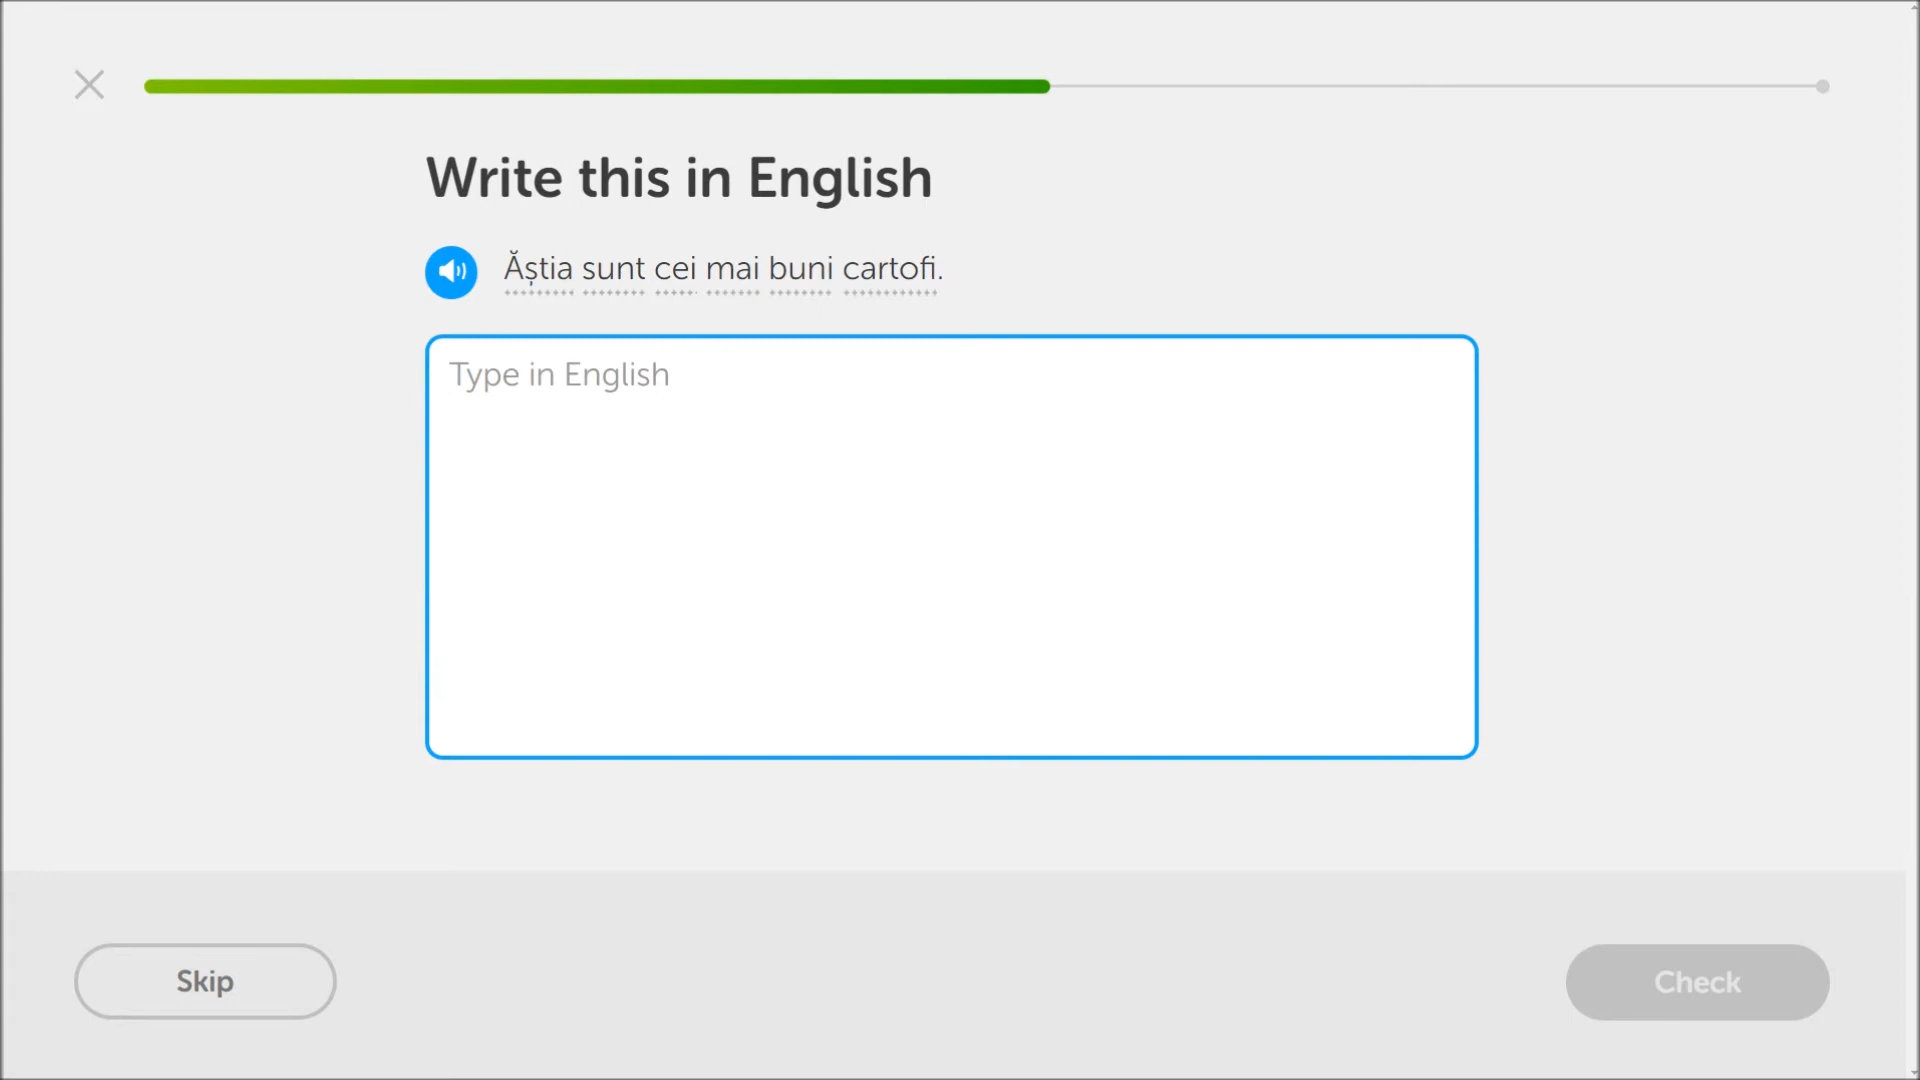 Write this in English
Ăștia sunt cei mai buni cartofi.
Type in English
Skip
Check